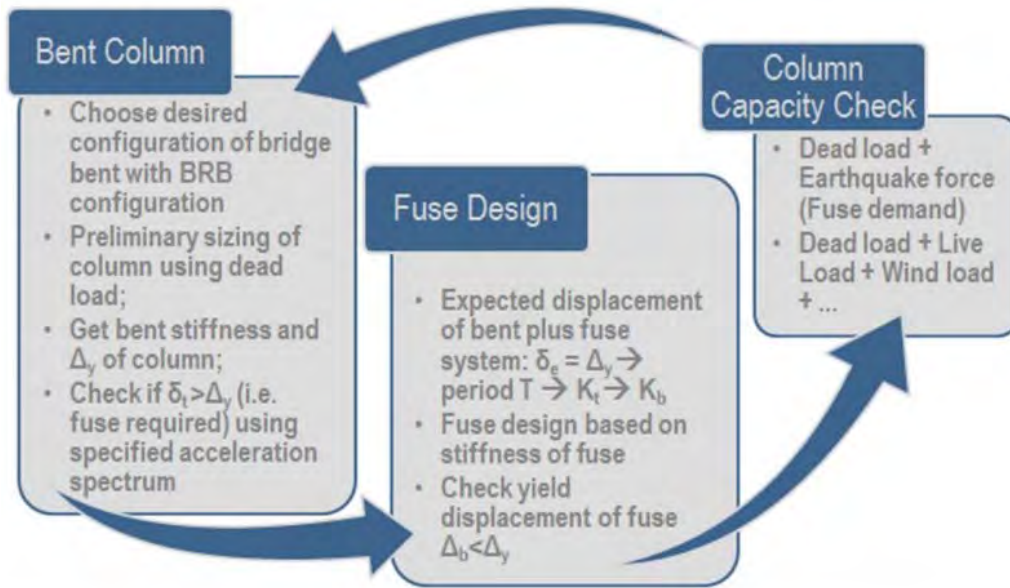 Bent Column
• Choose desired
configuration of bridge
bent with BRB
configuration
• Preliminary sizing of
column using dead
load;
• Get bent stiffness and
Δy of column;
• Check if δt>Δy (i.e.
fuse required) using
specified acceleration
spectrum
Fuse Design
• Expected displacement
of bent plus fuse
system: δe = Δy →
period T → Kt → Kb
• Fuse design based on
stiffness of fuse
• Check yield
displacement of fuse
Δb<Δy
Column
Capacity Check
• Dead load +
Earthquake force
(Fuse demand)
• Dead load + Live
Load + Wind load
+ ...